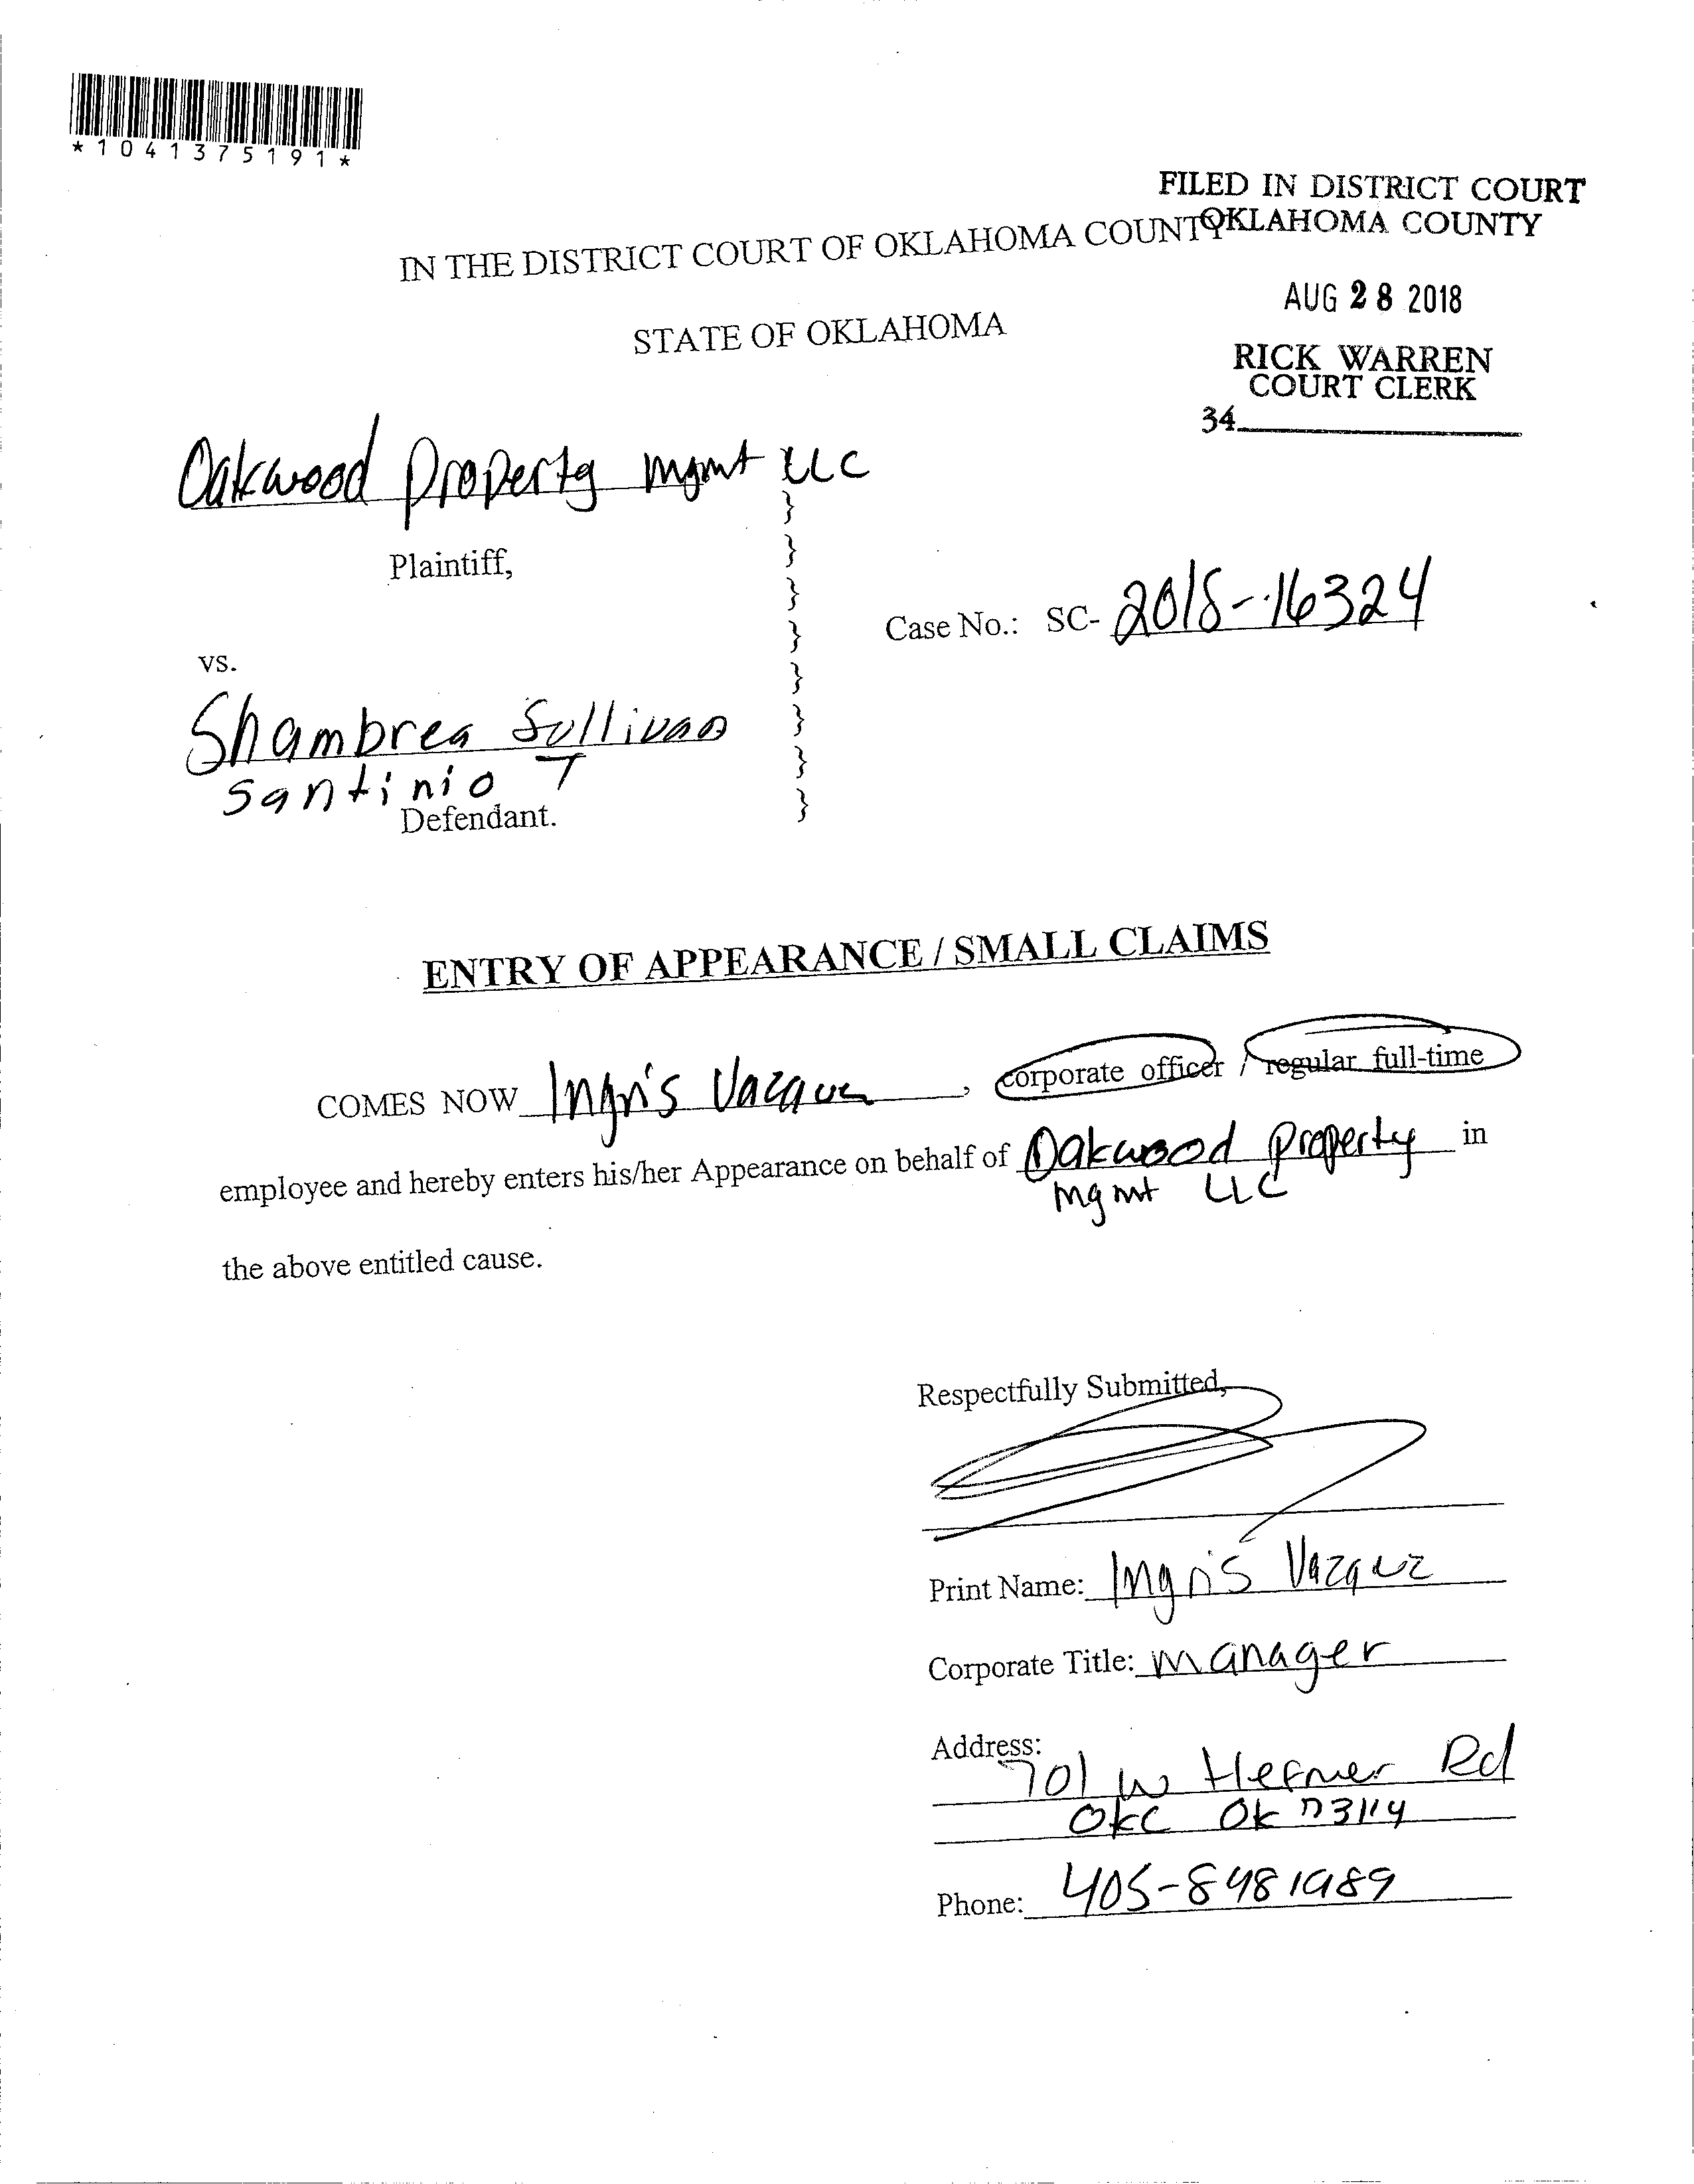 *1041375191*
FILED IN DISTRICT COURT
OKLAHOMA COUNTY
IN THE DISTRICT COURT OF OKLAHOMA COUNTY
AUG 28 2018
STATE OF OKLAHOMA
RICK WARREN
COURT CLERK
34
Oakwood Property mgmt LLC
}
Plaintiff,
}
}
Case No.: SC- 2018-16324
}
vs.
}
Shambrea Sullivan
}
Santinio T
}
Defendant.
}
ENTRY OF APPEARANCE / SMALL CLAIMS
COMES NOW Ingris Vazquez, corporate officer / regular full-time
employee and hereby enters his/her Appearance on behalf of Oakwood Property in
mgmt LLC
the above entitled cause.
Respectfully Submitted,
Print Name: Ingris Vazquz
Corporate Title: manager
Address:
701 W Hefner Rd
OKC OK 73114
Phone: 405-8481989